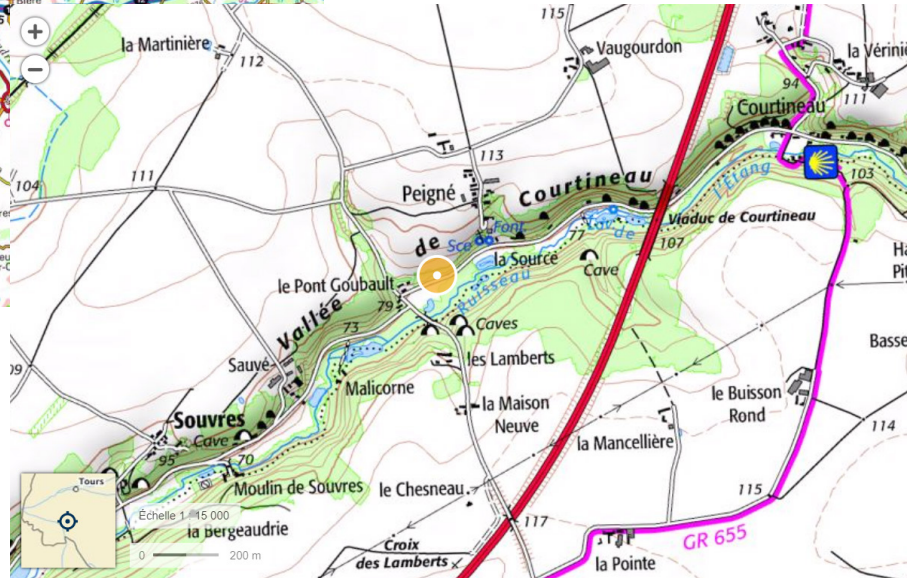 115
la Martinière
112
Vaugourdon
94
111
Courtineau
113
104
111
Peigné
Courtineau
l'Étang
103
Font.
Sce
de
Lac de
77
Viaduc de Courtineau
la Source
107
Cave
le Pont Goubault
Ruisseau
79
Vallée
73
Caves
Sauvé
les Lamberts
Basse
Malicorne
le Buisson
Rond
la Maison
Neuve
Souvres
Cave
114
la Mancellière
95
70
Tours
Moulin de Souvres
le Chesneau
115
Échelle 1 : 15 000
117
la Bergeaudrie
GR 655
0
200 m
Croix
des Lamberts
la Pointe